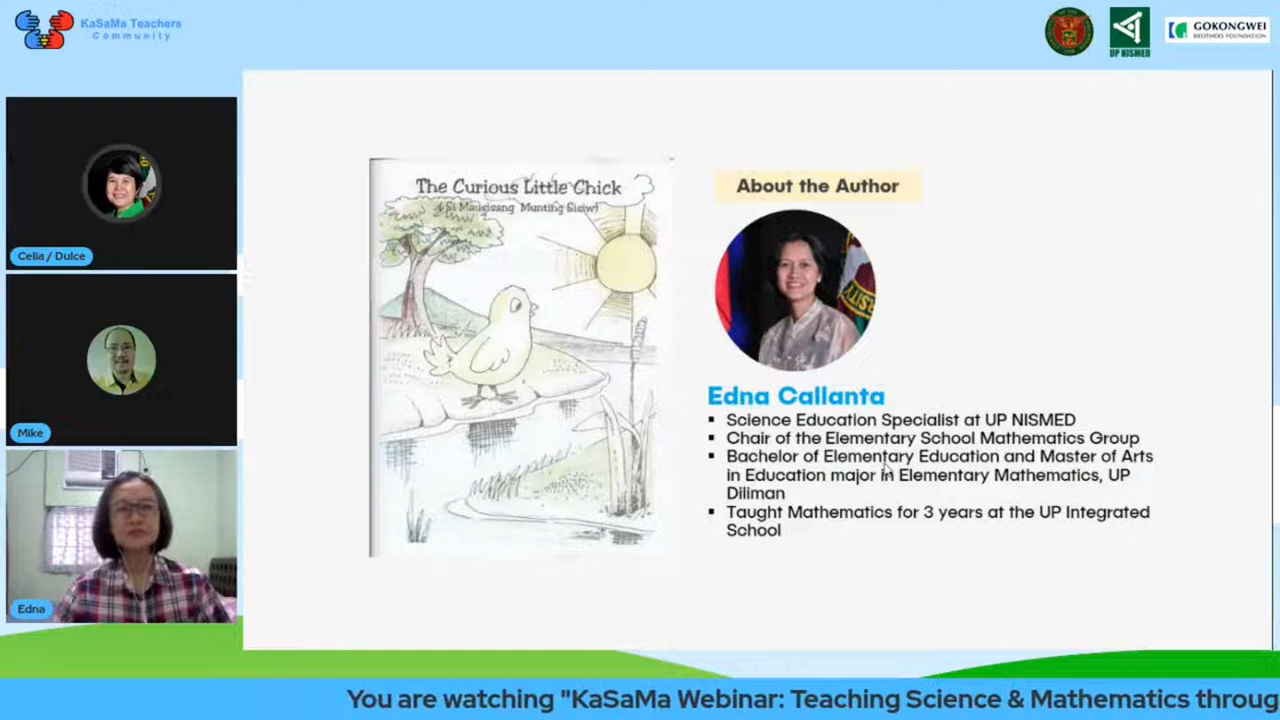 KaSaMa Teachers
Community
UP NISMED
GOKONGWEI
BROTHERS FOUNDATION
Celia / Dulce
Mike
Edna
The Curious Little Chick
Munting
About the Author
Edna Callanta
▪ Science Education Specialist at UP NISMED
▪ Chair of the Elementary School Mathematics Group
▪ Bachelor of Elementary Education and Master of Arts
in Education major in Elementary Mathematics, UP
Diliman
▪ Taught Mathematics for 3 years at the UP Integrated
School
You are watching "KaSaMa Webinar: Teaching Science & Mathematics throug